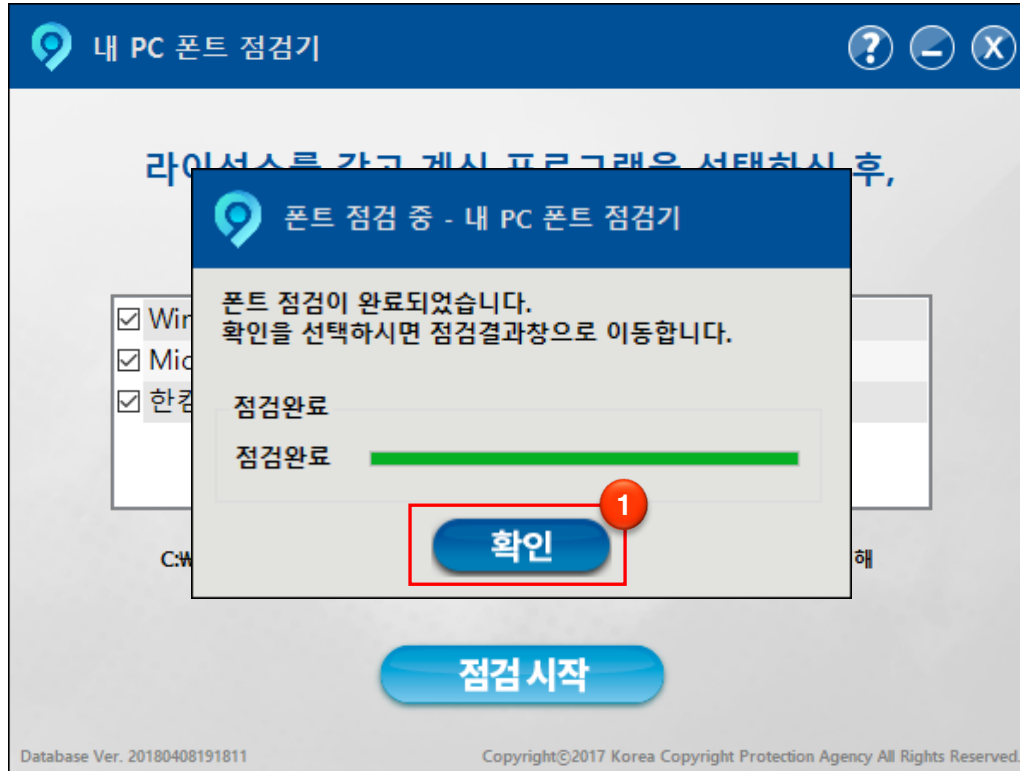 내 PC 폰트 점검기
후,
폰트 점검 중 - 내 PC 폰트 점검기
폰트 점검이 완료되었습니다.
확인을 선택하시면 점검결과창으로 이동합니다.
점검완료
점검완료
1
확인
해
점검 시작
Database Ver. 20180408191811
Copyright©2017 Korea Copyright Protection Agency All Rights Reserved.